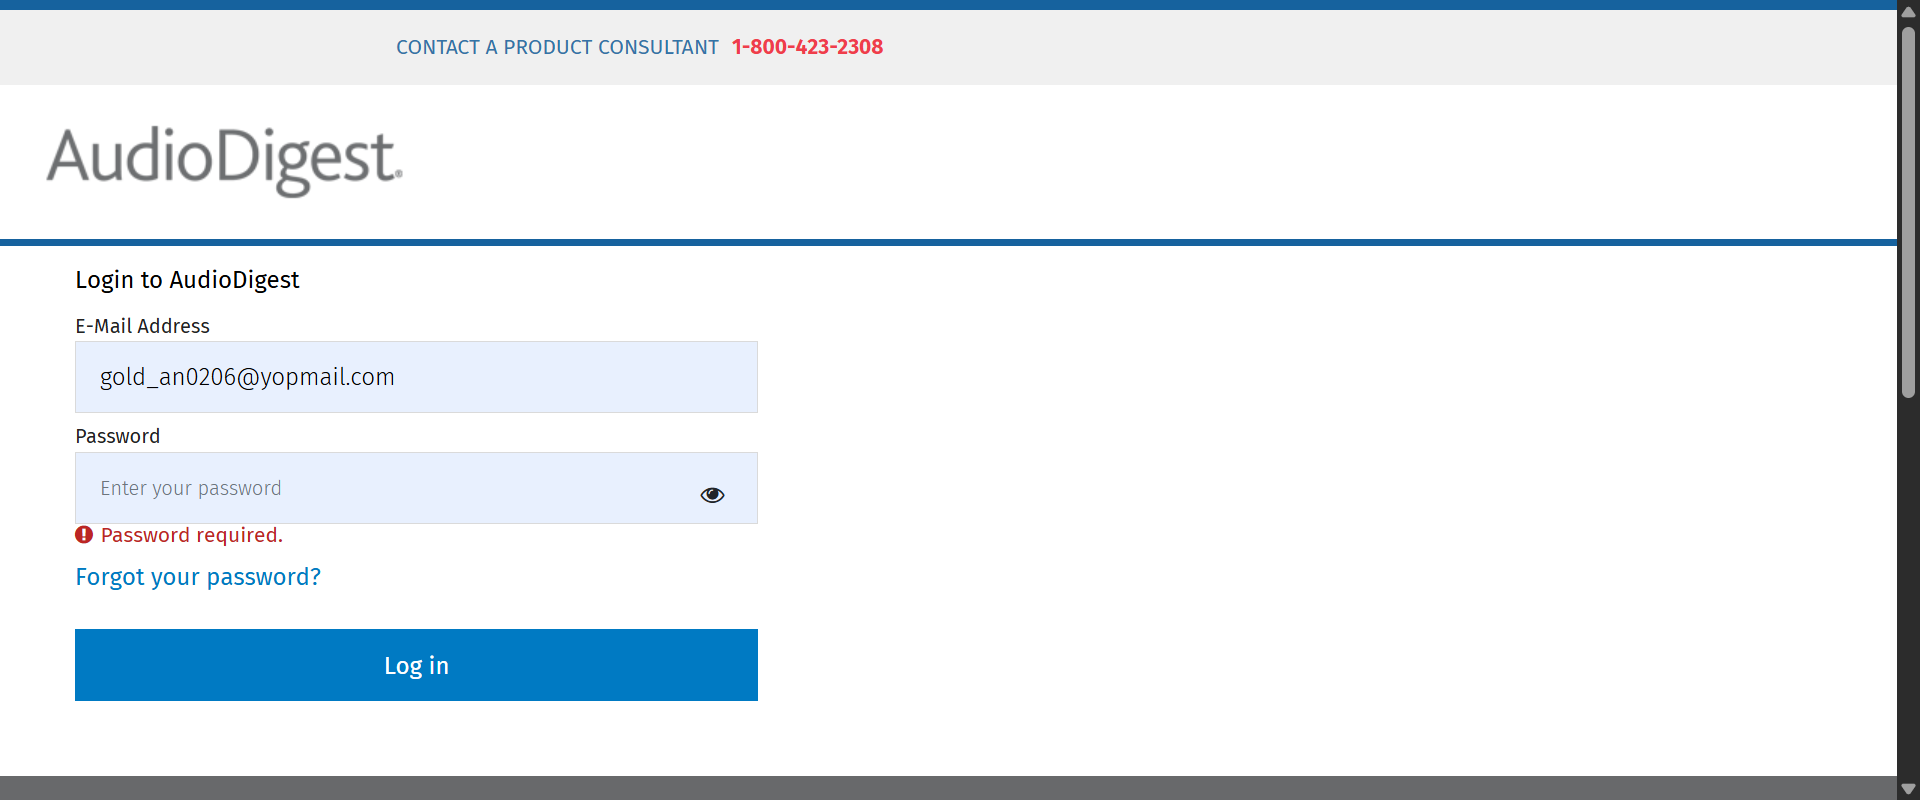 CONTACT A PRODUCT CONSULTANT 1-800-423-2308
AudioDigest®
Login to AudioDigest
E-Mail Address
gold_an0206@yopmail.com
Password
Enter your password
Password required.
Forgot your password?
Log in